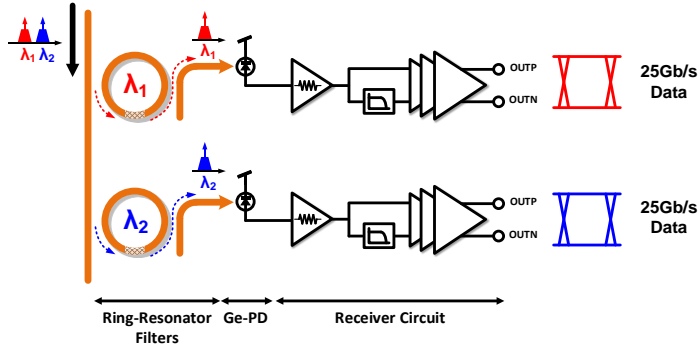 λ1 λ2
λ1
λ1
OUTP
OUTN
25Gb/s
Data
λ2
λ2
OUTP
OUTN
25Gb/s
Data
Ring-Resonator
Filters
Ge-PD
Receiver Circuit